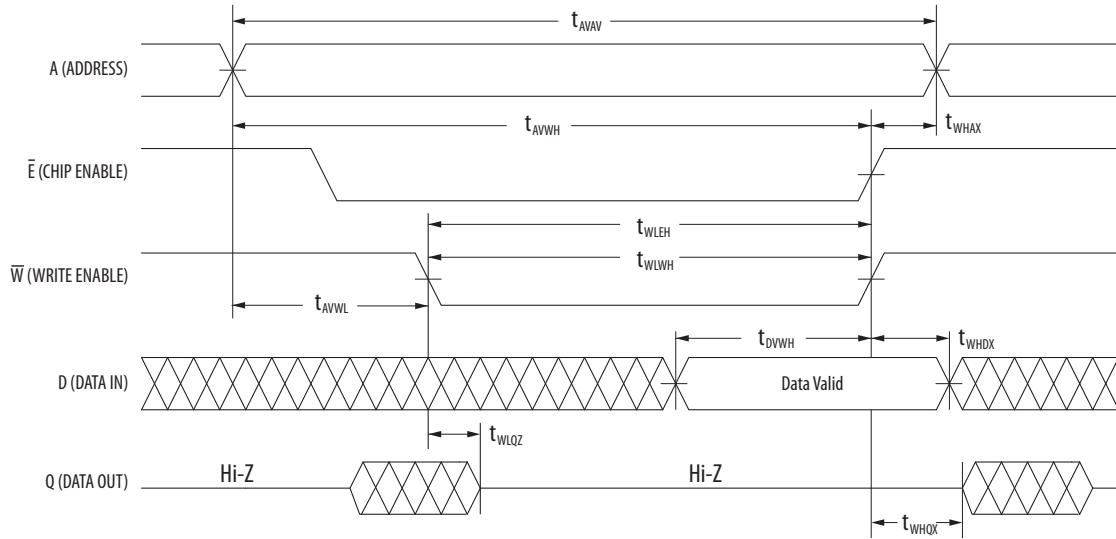 tAVAV
A (ADDRESS)
tAVWH
tWHAX
E̅ (CHIP ENABLE)
tWLEH
tWLWH
W̅ (WRITE ENABLE)
tAVWL
tDVWH
tWHDX
D (DATA IN)
Data Valid
tWLQZ
Hi-Z
Hi-Z
Q (DATA OUT)
tWHQX